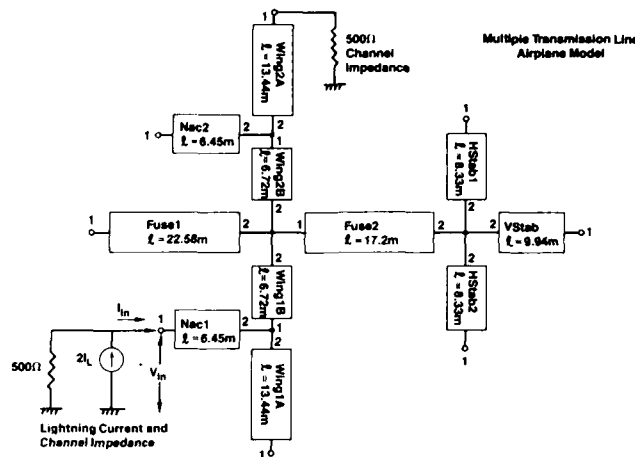 1
500Ω
Channel
Impedance
Multiple Transmission Line
Airplane Model
Wing2A
ℓ = 13.44m
2
1
Nac2
ℓ = 6.45m
2
1
Wing2B
ℓ = 6.72m
2
1
HStab1
ℓ = 8.33m
2
1
Fuse1
ℓ = 22.58m
2
1
Fuse2
ℓ = 17.2m
2
2
VStab
ℓ = 9.94m
1
2
Wing1B
ℓ = 6.72m
1
2
HStab2
ℓ = 8.33m
1
Iin
1
Nac1
ℓ = 6.45m
2
500Ω
2IL
Vin
2
Wing1A
ℓ = 13.44m
1
Lightning Current and
Channel Impedance